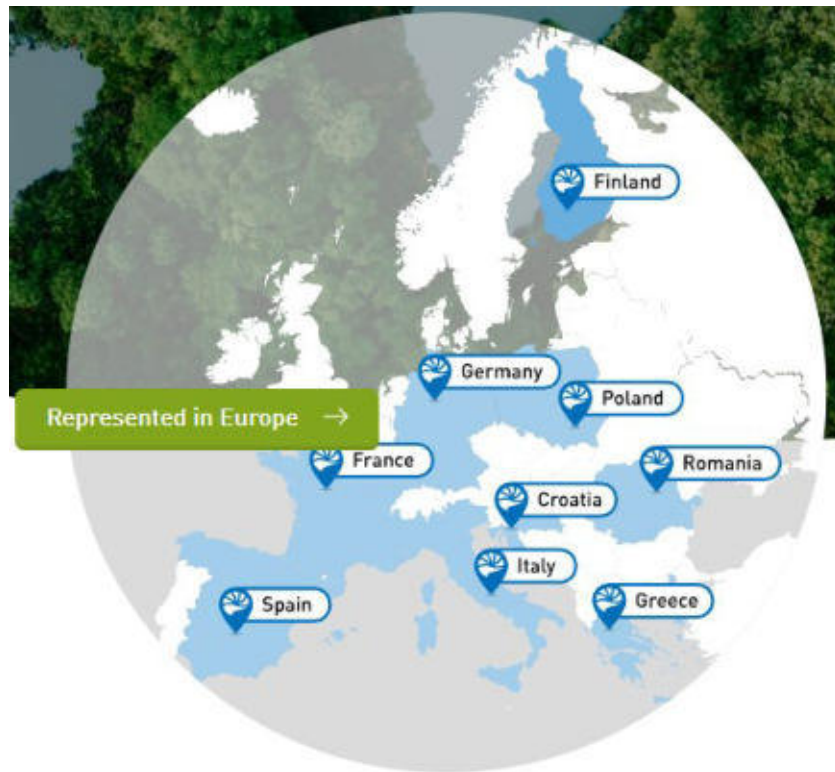 Finland
Germany
Poland
Represented in Europe →
France
Romania
Croatia
Italy
Spain
Greece